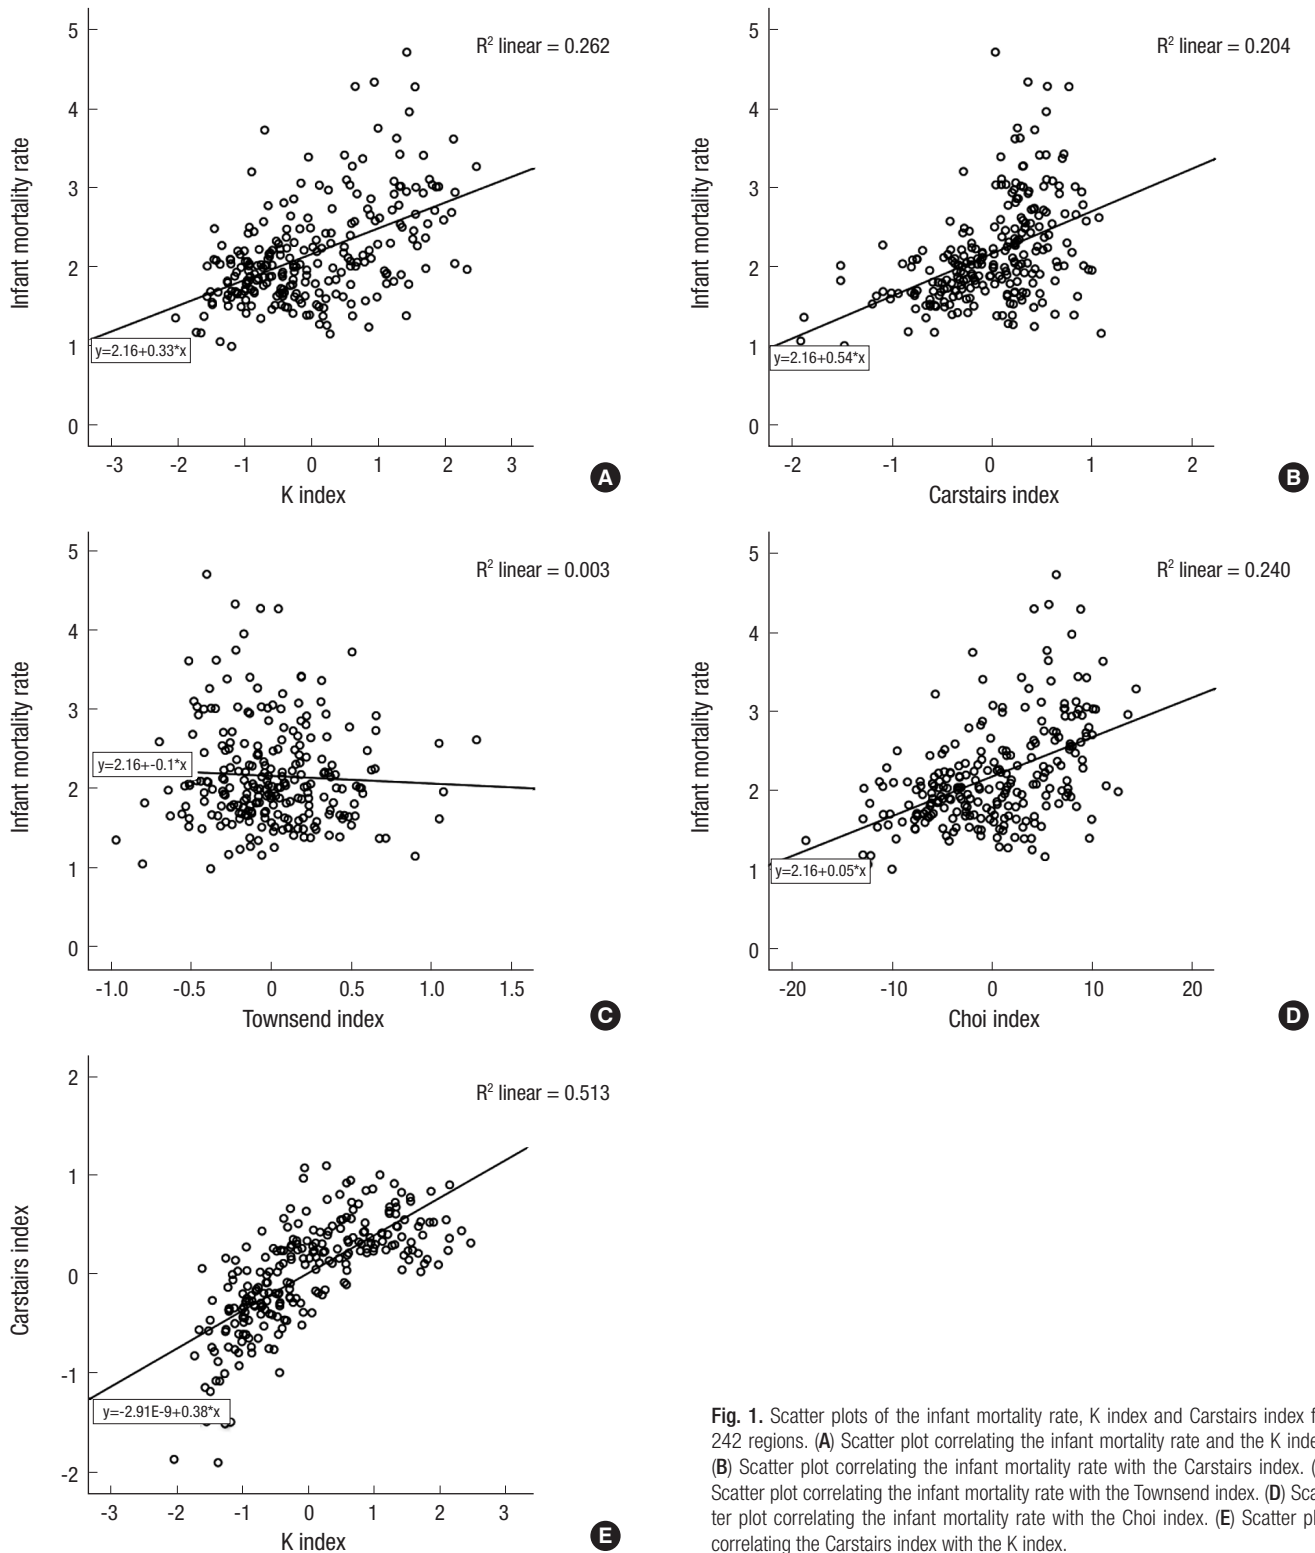 5
4
3
2
1
0
Infant mortality rate
R² linear = 0.262
y=2.16+0.33*x
-3 -2 -1 0 1 2 3
K index
A
5
4
3
2
1
0
Infant mortality rate
R² linear = 0.204
y=2.16+0.54*x
-2 -1 0 1 2
Carstairs index
B
5
4
3
2
1
0
Infant mortality rate
R² linear = 0.003
y=2.16+-0.1*x
-1.0 -0.5 0 0.5 1.0 1.5
Townsend index
C
5
4
3
2
1
0
Infant mortality rate
R² linear = 0.240
y=2.16+0.05*x
-20 -10 0 10 20
Choi index
D
2
1
0
-1
-2
Carstairs index
R² linear = 0.513
y=-2.91E-9+0.38*x
-3 -2 -1 0 1 2 3
K index
E
Fig. 1. Scatter plots of the infant mortality rate, K index and Carstairs index f
242 regions. (A) Scatter plot correlating the infant mortality rate and the K inde
(B) Scatter plot correlating the infant mortality rate with the Carstairs index. (
Scatter plot correlating the infant mortality rate with the Townsend index. (D) Sca
ter plot correlating the infant mortality rate with the Choi index. (E) Scatter pl
correlating the Carstairs index with the K index.